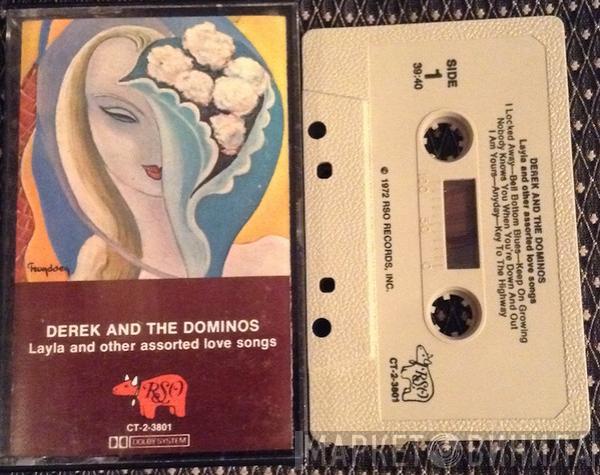 DEREK AND THE DOMINOS
Layla and other assorted love songs
RSO
CT-2-3801
DOLBY SYSTEM
SIDE
1
39:40
DEREK AND THE DOMINOS
Layla and other assorted love songs
I Locked Away—Bell Bottom Blues—Keep On Growing
Nobody Knows You When You're Down And Out
I Am Yours—Anyday—Key To The Highway
© 1972 RSO RECORDS, INC.
RSO
CT-2-3801